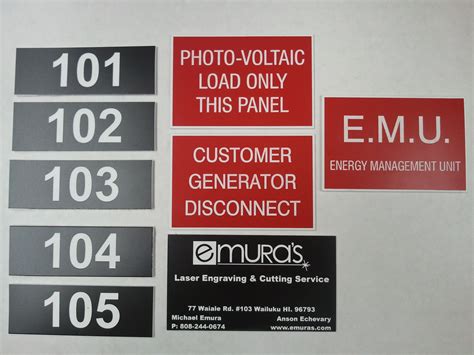 101
102
103
104
105
PHOTO-VOLTAIC
LOAD ONLY
THIS PANEL
CUSTOMER
GENERATOR
DISCONNECT
emura's
Laser Engraving & Cutting Service
77 Waiale Rd. #103 Wailuku HI. 96793
Michael Emura Anson Echevary
P: 808-244-0674 www.emuras.com
E.M.U.
ENERGY MANAGEMENT UNIT